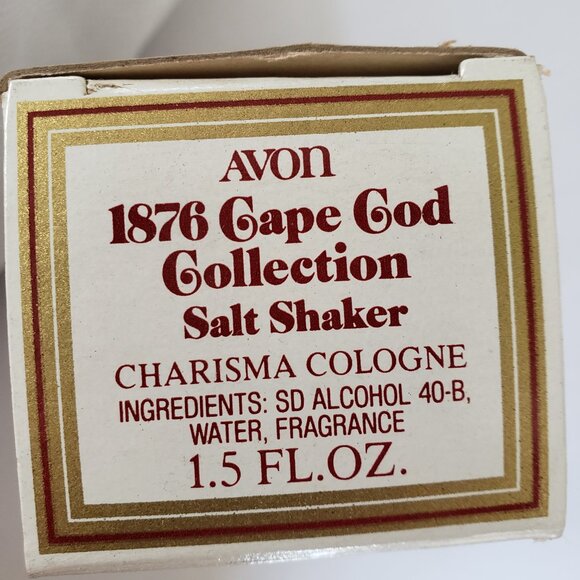 AVON
1876 Cape Cod
Collection
Salt Shaker
CHARISMA COLOGNE
INGREDIENTS: SD ALCOHOL 40-B,
WATER, FRAGRANCE
1.5 FL.OZ.